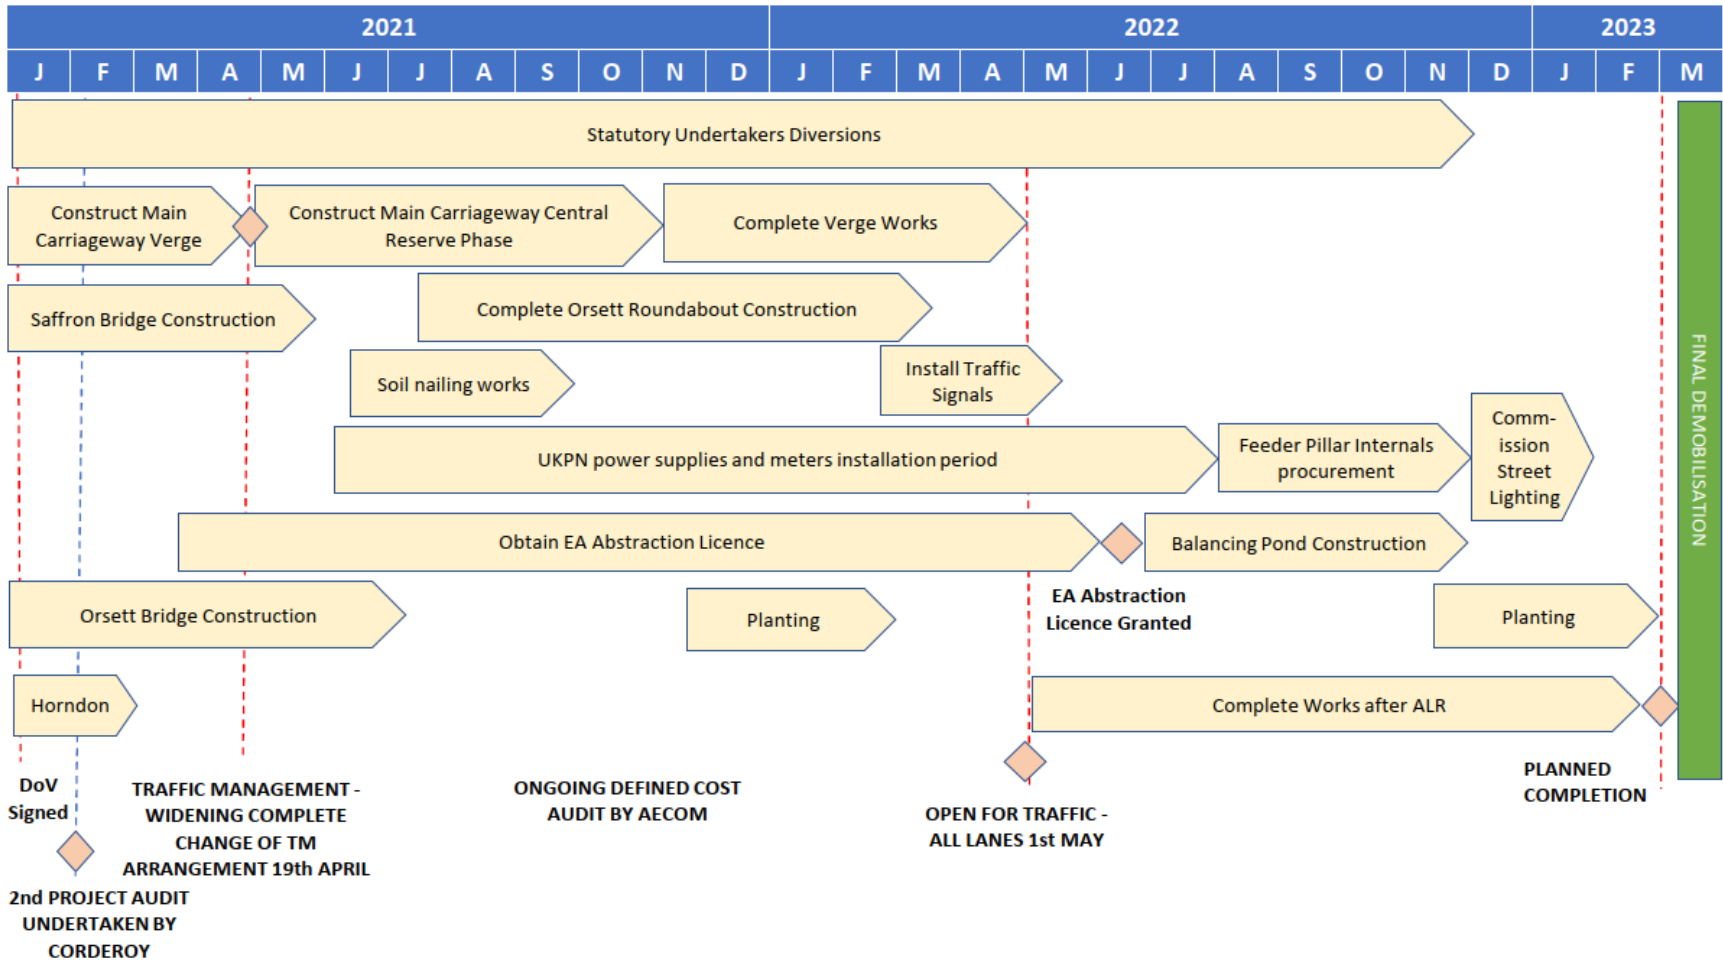 2021 2022 2023
J F M A M J J A S O N D J F M A M J J A S O N D J F M
Statutory Undertakers Diversions
Construct Main
Carriageway Verge
Construct Main Carriageway Central
Reserve Phase
Complete Verge Works
Saffron Bridge Construction
Complete Orsett Roundabout Construction
Soil nailing works
Install Traffic
Signals
UKPN power supplies and meters installation period
Feeder Pillar Internals
procurement
Comm-
ission
Street
Lighting
FINAL DEMOBILISATION
Obtain EA Abstraction Licence
Balancing Pond Construction
EA Abstraction
Licence Granted
Orsett Bridge Construction
Planting
Planting
Horndon
Complete Works after ALR
DoV
Signed
TRAFFIC MANAGEMENT -
WIDENING COMPLETE
CHANGE OF TM
ARRANGEMENT 19th APRIL
ONGOING DEFINED COST
AUDIT BY AECOM
OPEN FOR TRAFFIC -
ALL LANES 1st MAY
PLANNED
COMPLETION
2nd PROJECT AUDIT
UNDERTAKEN BY
CORDEROY